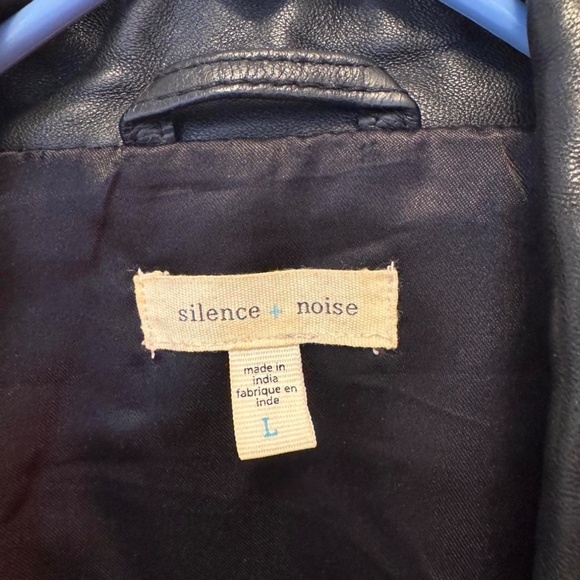 silence + noise
made in
india
fabrique en
inde
L